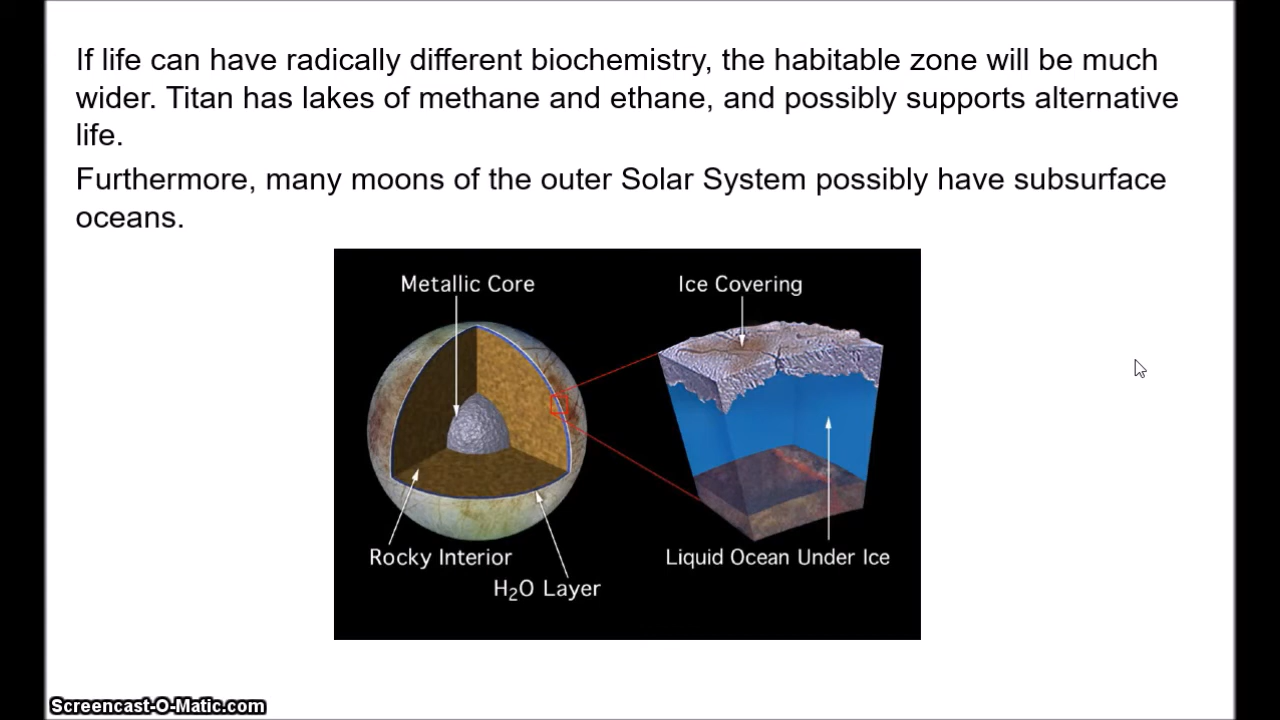 If life can have radically different biochemistry, the habitable zone will be much
wider. Titan has lakes of methane and ethane, and possibly supports alternative
life.
Furthermore, many moons of the outer Solar System possibly have subsurface
oceans.
Metallic Core
Ice Covering
Rocky Interior
Liquid Ocean Under Ice
H₂O Layer
Screencast-O-Matic.com